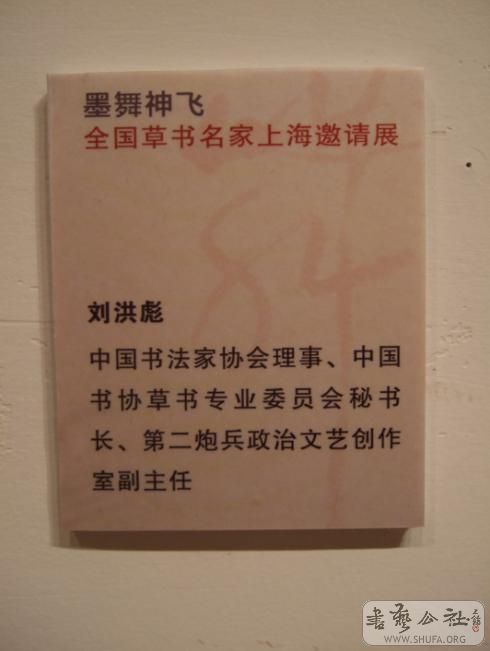 墨舞神飞
全国草书名家上海邀请展
刘洪彪
中国书法家协会理事、中国
书协草书专业委员会秘书
长、第二炮兵政治文艺创作
室副主任
書藝公社
WWW.SHUFA.ORG